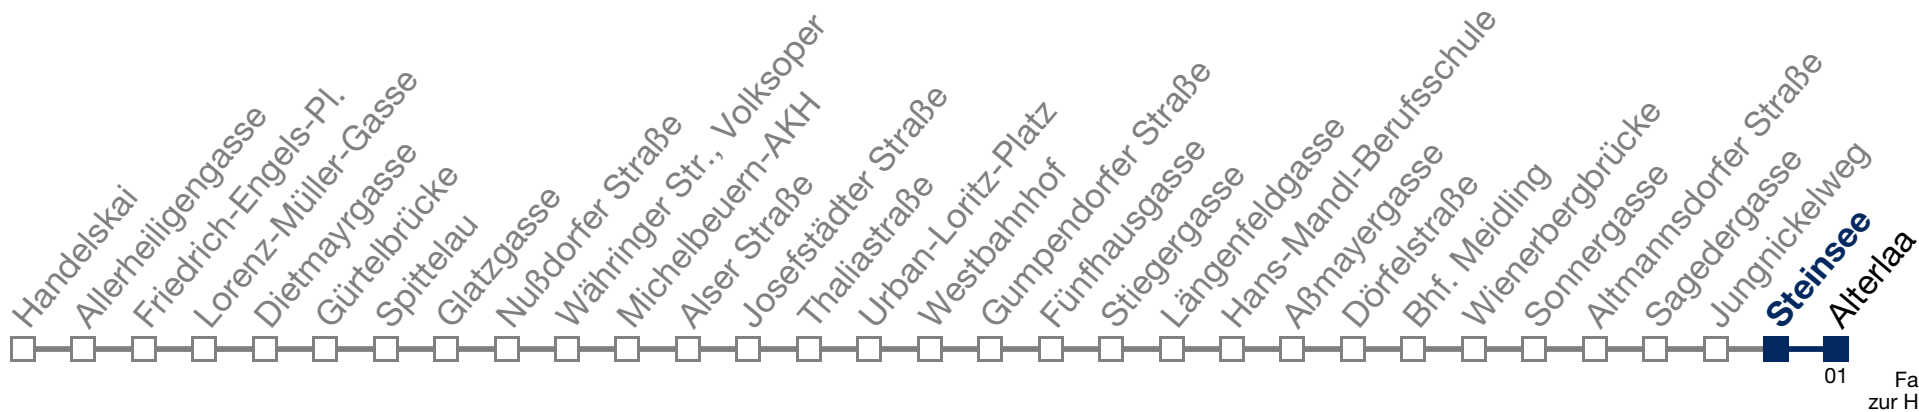 Handelskai
Allerheiligengasse
Friedrich-Engels-Pl.
Lorenz-Müller-Gasse
Dietmayrgasse
Gürtelbrücke
Spittelau
Glatzgasse
Nußdorfer Straße
Währinger Str., Volksoper
Michelbeuern-AKH
Alser Straße
Josefstädter Straße
Thaliastraße
Urban-Loritz-Platz
Westbahnhof
Gumpendorfer Straße
Fünfhausgasse
Stiegergasse
Längenfeldgasse
Hans-Mandl-Berufsschule
Aßmayergasse
Dörfelstraße
Bhf. Meidling
Wienerbergbrücke
Sonnergasse
Altmannsdorfer Straße
Sagedergasse
Jungnickelweg
Steinsee
Alterlaa
01
Fa
zur H